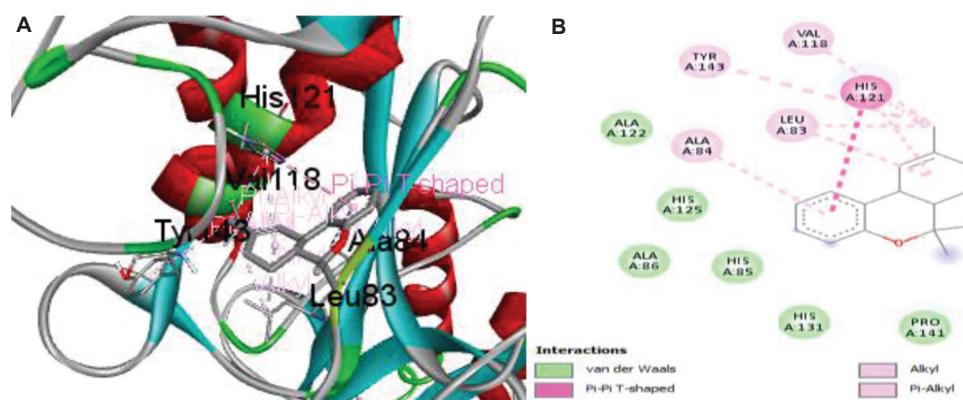 A
His121
Val118
Pi-Pi T-shaped
Alkyl
Ala84
Leu83
B
VAL
A:118
TYR
A:143
HIS
A:121
LEU
A:83
ALA
A:122
ALA
A:84
HIS
A:125
ALA
A:86
HIS
A:85
HIS
A:131
PRO
A:141
O
Interactions
van der Waals
Pi-Pi T-shaped
Alkyl
Pi-Alkyl